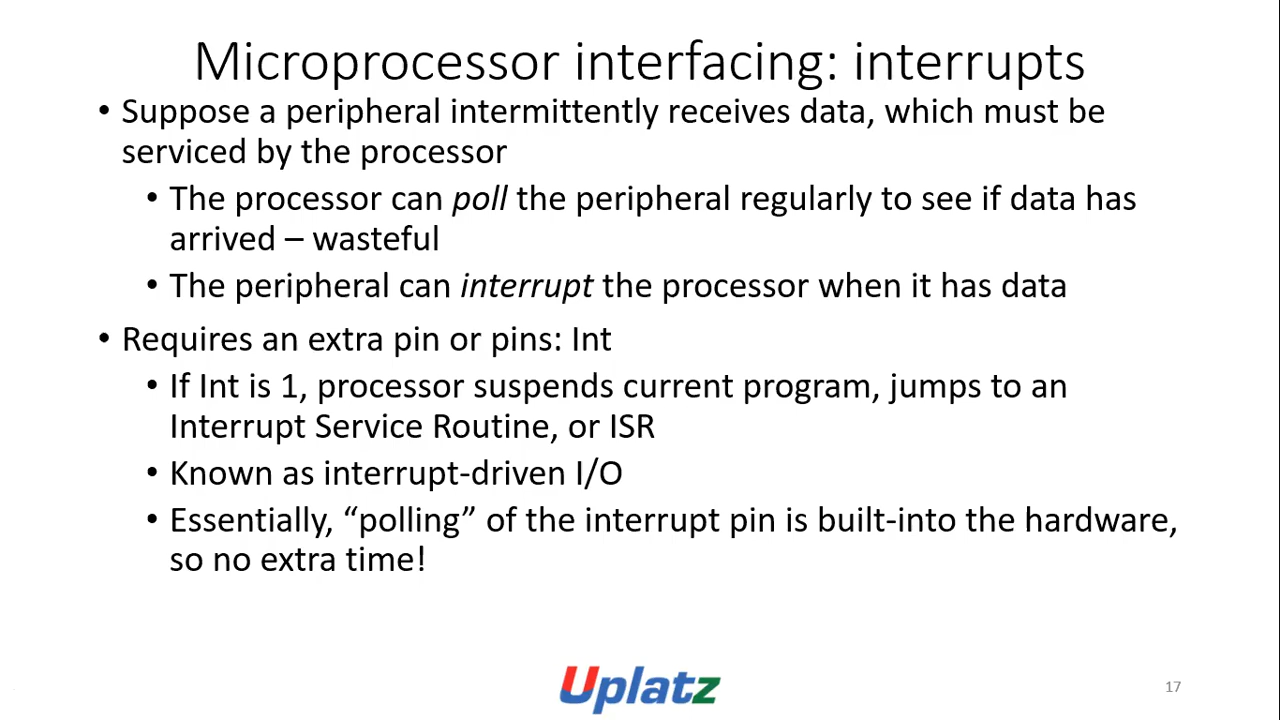 Microprocessor interfacing: interrupts
• Suppose a peripheral intermittently receives data, which must be
serviced by the processor
• The processor can poll the peripheral regularly to see if data has
arrived – wasteful
• The peripheral can interrupt the processor when it has data
• Requires an extra pin or pins: Int
• If Int is 1, processor suspends current program, jumps to an
Interrupt Service Routine, or ISR
• Known as interrupt-driven I/O
• Essentially, “polling” of the interrupt pin is built-into the hardware,
so no extra time!
Uplatz
17